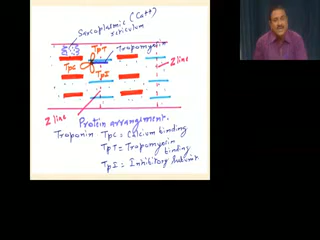 Sarcoplasmic (Ca++)
reticulum
TpT
Tropomyosin
TpC
TpI
Z line
Z line
Protein arrangement.
Troponin TpC = Calcium binding
TpT = Tropomyosin
binding
TpI = Inhibitory subunit